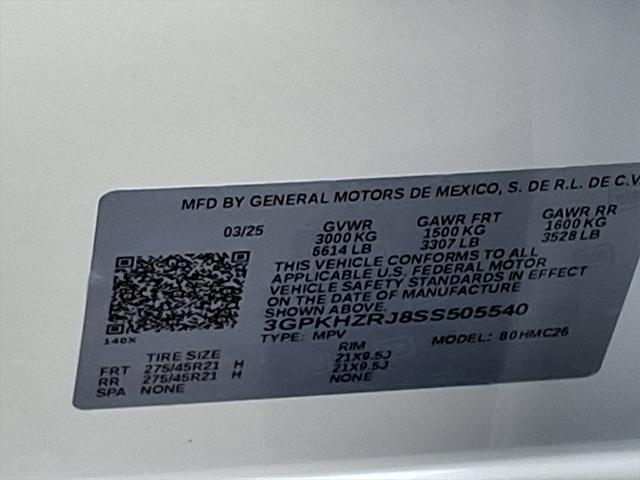 MFD BY GENERAL MOTORS DE MEXICO, S. DE R.L. DE C.V.
03/25 GVWR GAWR FRT GAWR RR
3000 KG 1500 KG 1600 KG
6614 LB 3307 LB 3528 LB
THIS VEHICLE CONFORMS TO ALL
APPLICABLE U.S. FEDERAL MOTOR
VEHICLE SAFETY STANDARDS IN EFFECT
ON THE DATE OF MANUFACTURE
SHOWN ABOVE.
3GPKHZRJ8SS505540
140X
TYPE: MPV MODEL: 80HMC26
TIRE SIZE RIM
FRT 275/45R21 H 21X9.5J
RR 275/45R21 H 21X9.5J
SPA NONE NONE